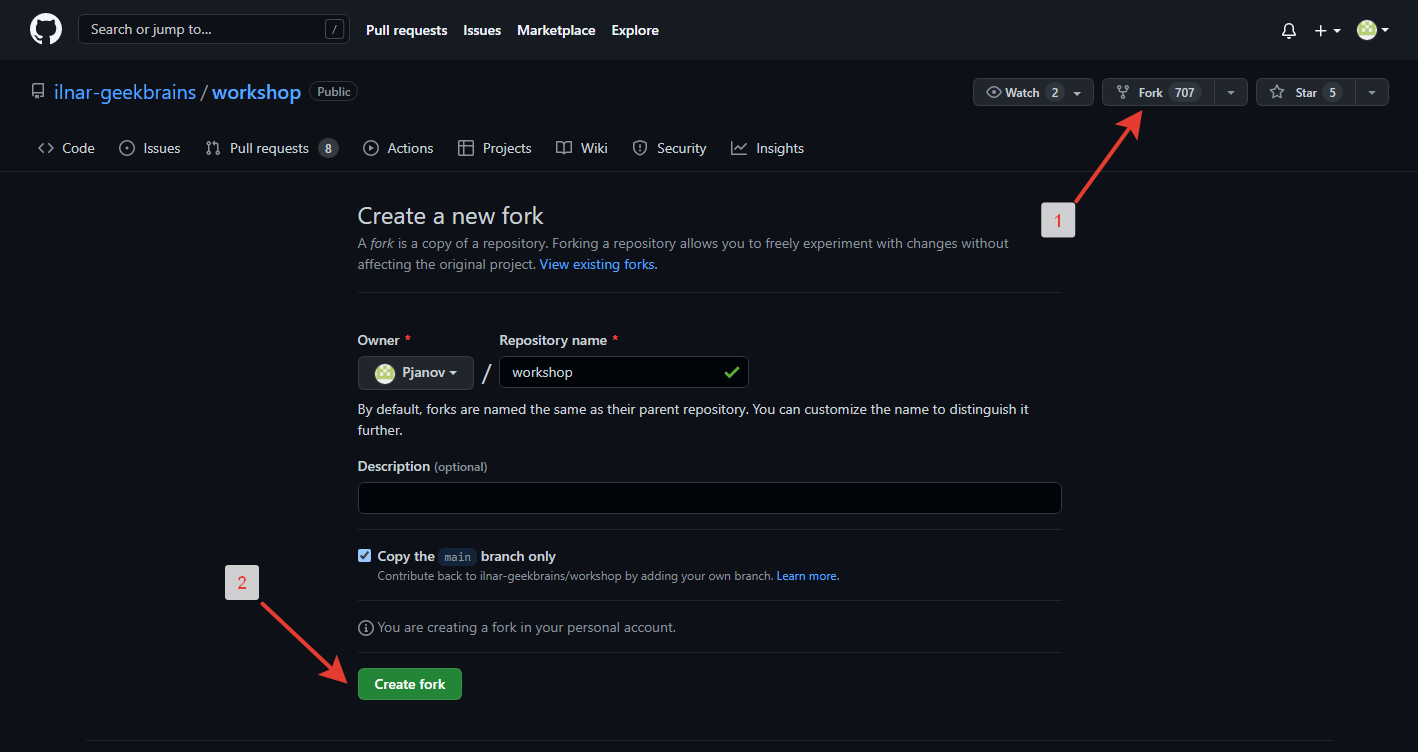 Search or jump to... /
Pull requests Issues Marketplace Explore
ilnar-geekbrains / workshop Public
Watch 2 Fork 707 Star 5
Code Issues Pull requests 8 Actions Projects Wiki Security Insights
1
Create a new fork
A fork is a copy of a repository. Forking a repository allows you to freely experiment with changes without
affecting the original project. View existing forks.
Owner * Repository name *
Pjanov / workshop
By default, forks are named the same as their parent repository. You can customize the name to distinguish it
further.
Description (optional)
Copy the main branch only
Contribute back to ilnar-geekbrains/workshop by adding your own branch. Learn more.
2
You are creating a fork in your personal account.
Create fork